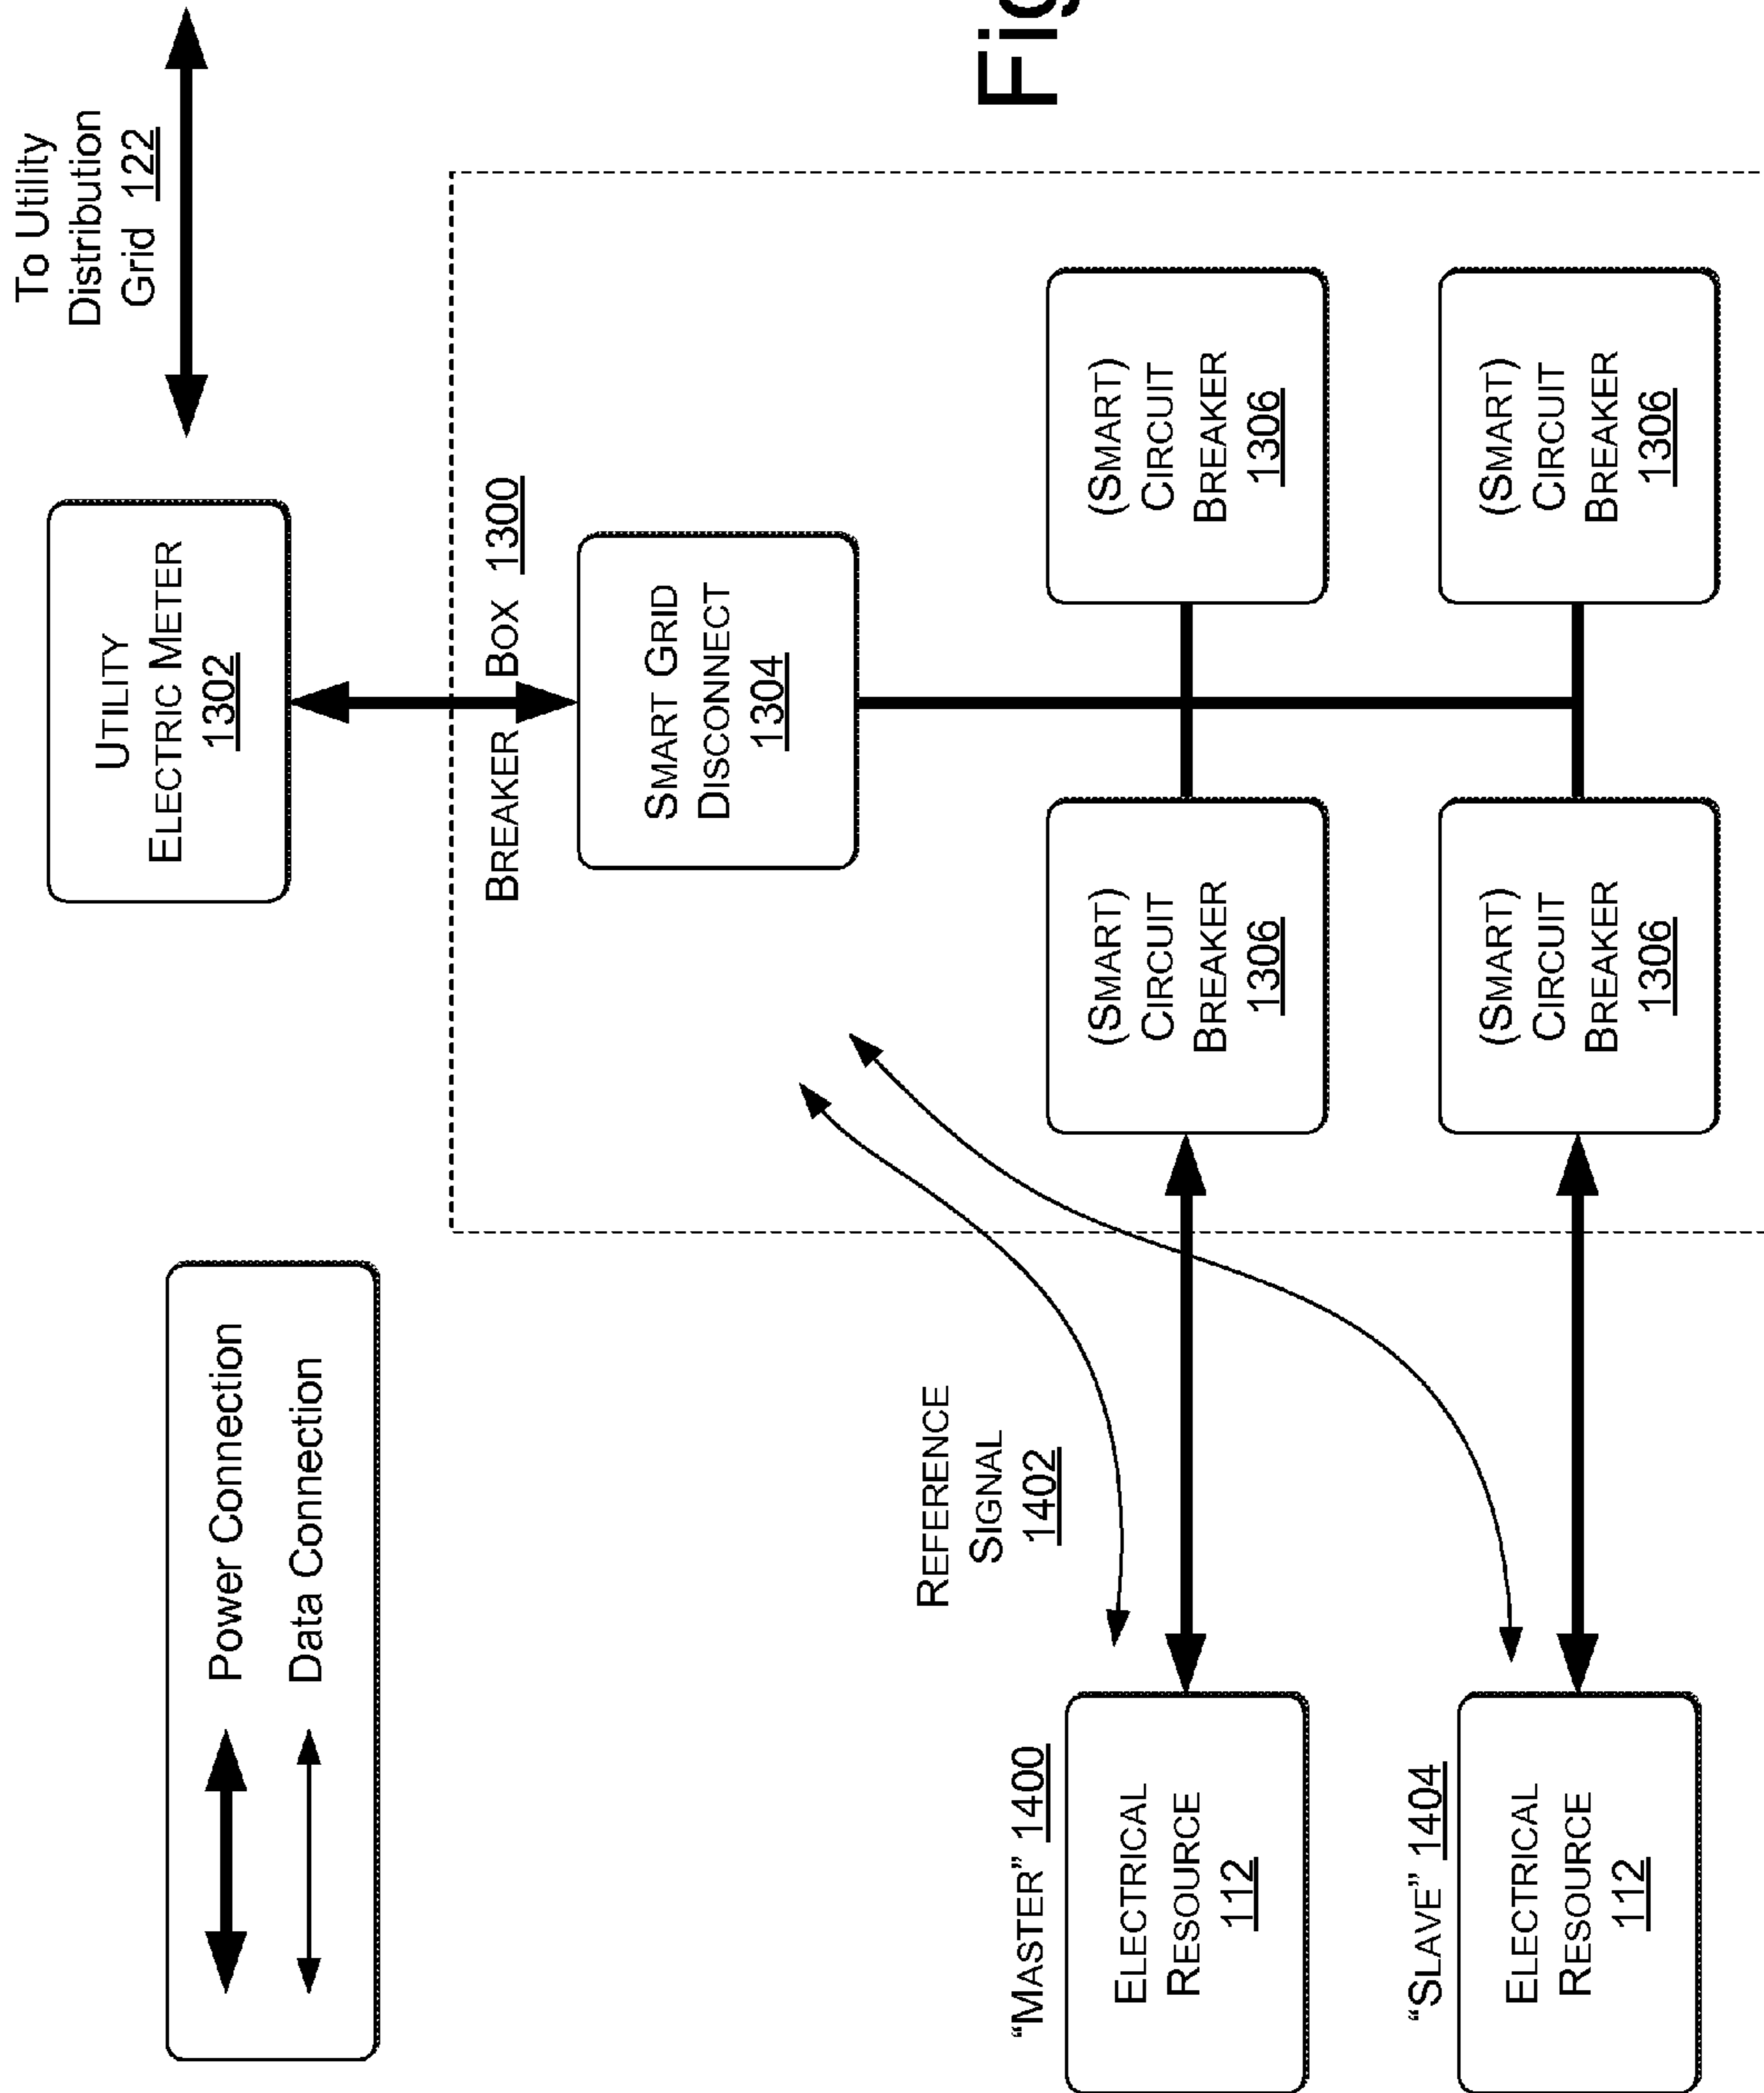 Power Connection
Data Connection
UTILITY
ELECTRIC METER
1302
To Utility
Distribution
Grid 122
BREAKER BOX 1300
SMART GRID
DISCONNECT
1304
REFERENCE
SIGNAL
1402
“MASTER” 1400
ELECTRICAL
RESOURCE
112
(SMART)
CIRCUIT
BREAKER
1306
(SMART)
CIRCUIT
BREAKER
1306
“SLAVE” 1404
ELECTRICAL
RESOURCE
112
(SMART)
CIRCUIT
BREAKER
1306
(SMART)
CIRCUIT
BREAKER
1306
Fig